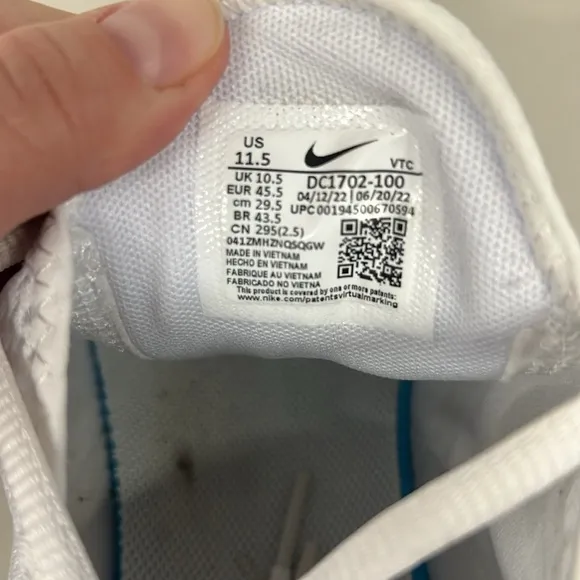 US
11.5
VTC
UK 10.5 DC1702-100
EUR 45.5 04/12/22 | 06/20/22
cm 29.5 UPC 00194500670594
BR 43.5
CN 295(2.5)
041ZMHZNQSQGW
MADE IN VIETNAM
HECHO EN VIETNAM
FABRIQUE AU VIETNAM
FABRICADO NO VIETNA
This product is covered by one or more patents:
www.nike.com/patentsvirtualmarking